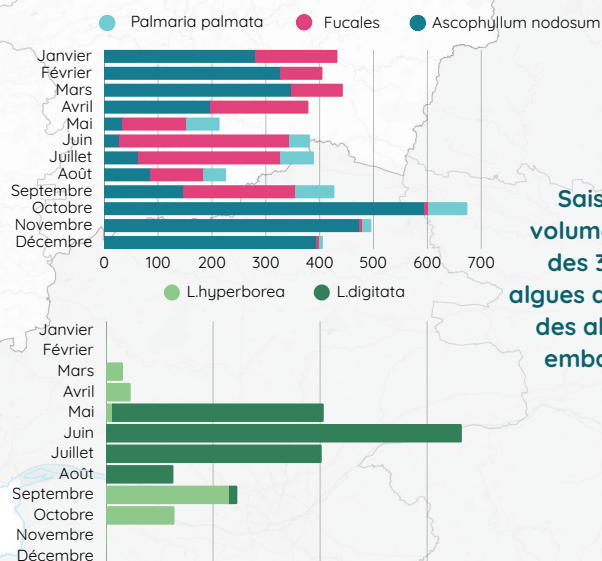 Palmaria palmata Fucales Ascophyllum nodosum
Janvier
Février
Mars
Avril
Mai
Juin
Juillet
Août
Septembre
Octobre
Novembre
Décembre
0 100 200 300 400 500 600 700
L.hyperborea L.digitata
Janvier
Février
Mars
Avril
Mai
Juin
Juillet
Août
Septembre
Octobre
Novembre
Décembre
Sais
volum
des 3
algues
des al
emb